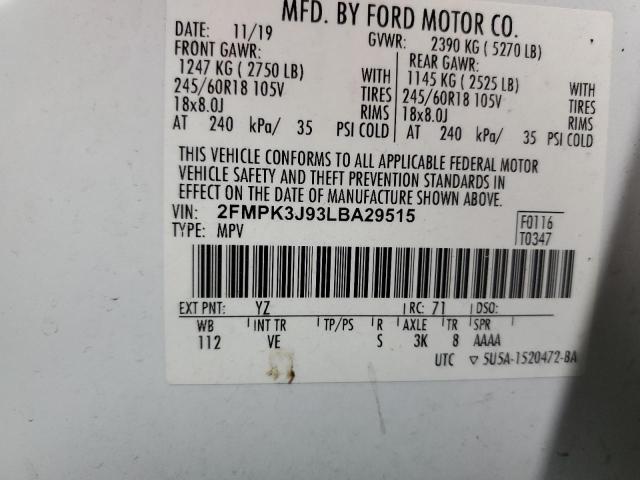 MFD. BY FORD MOTOR CO.
DATE: 11/19 GVWR: 2390 KG ( 5270 LB)
FRONT GAWR: REAR GAWR:
1247 KG ( 2750 LB) WITH 1145 KG ( 2525 LB) WITH
245/60R18 105V TIRES 245/60R18 105V TIRES
18x8.0J RIMS 18x8.0J RIMS
AT 240 kPa/ 35 PSI COLD AT 240 kPa/ 35 PSI COLD
THIS VEHICLE CONFORMS TO ALL APPLICABLE FEDERAL MOTOR
VEHICLE SAFETY AND THEFT PREVENTION STANDARDS IN
EFFECT ON THE DATE OF MANUFACTURE SHOWN ABOVE.
VIN: 2FMPK3J93LBA29515 F0116
TYPE: MPV T0347
EXT PNT: YZ RC: 71 DSO:
WB INT TR TP/PS R AXLE TR SPR
112 VE S 3K 8 AAAA
UTC ▽ 5U5A-1520472-BA